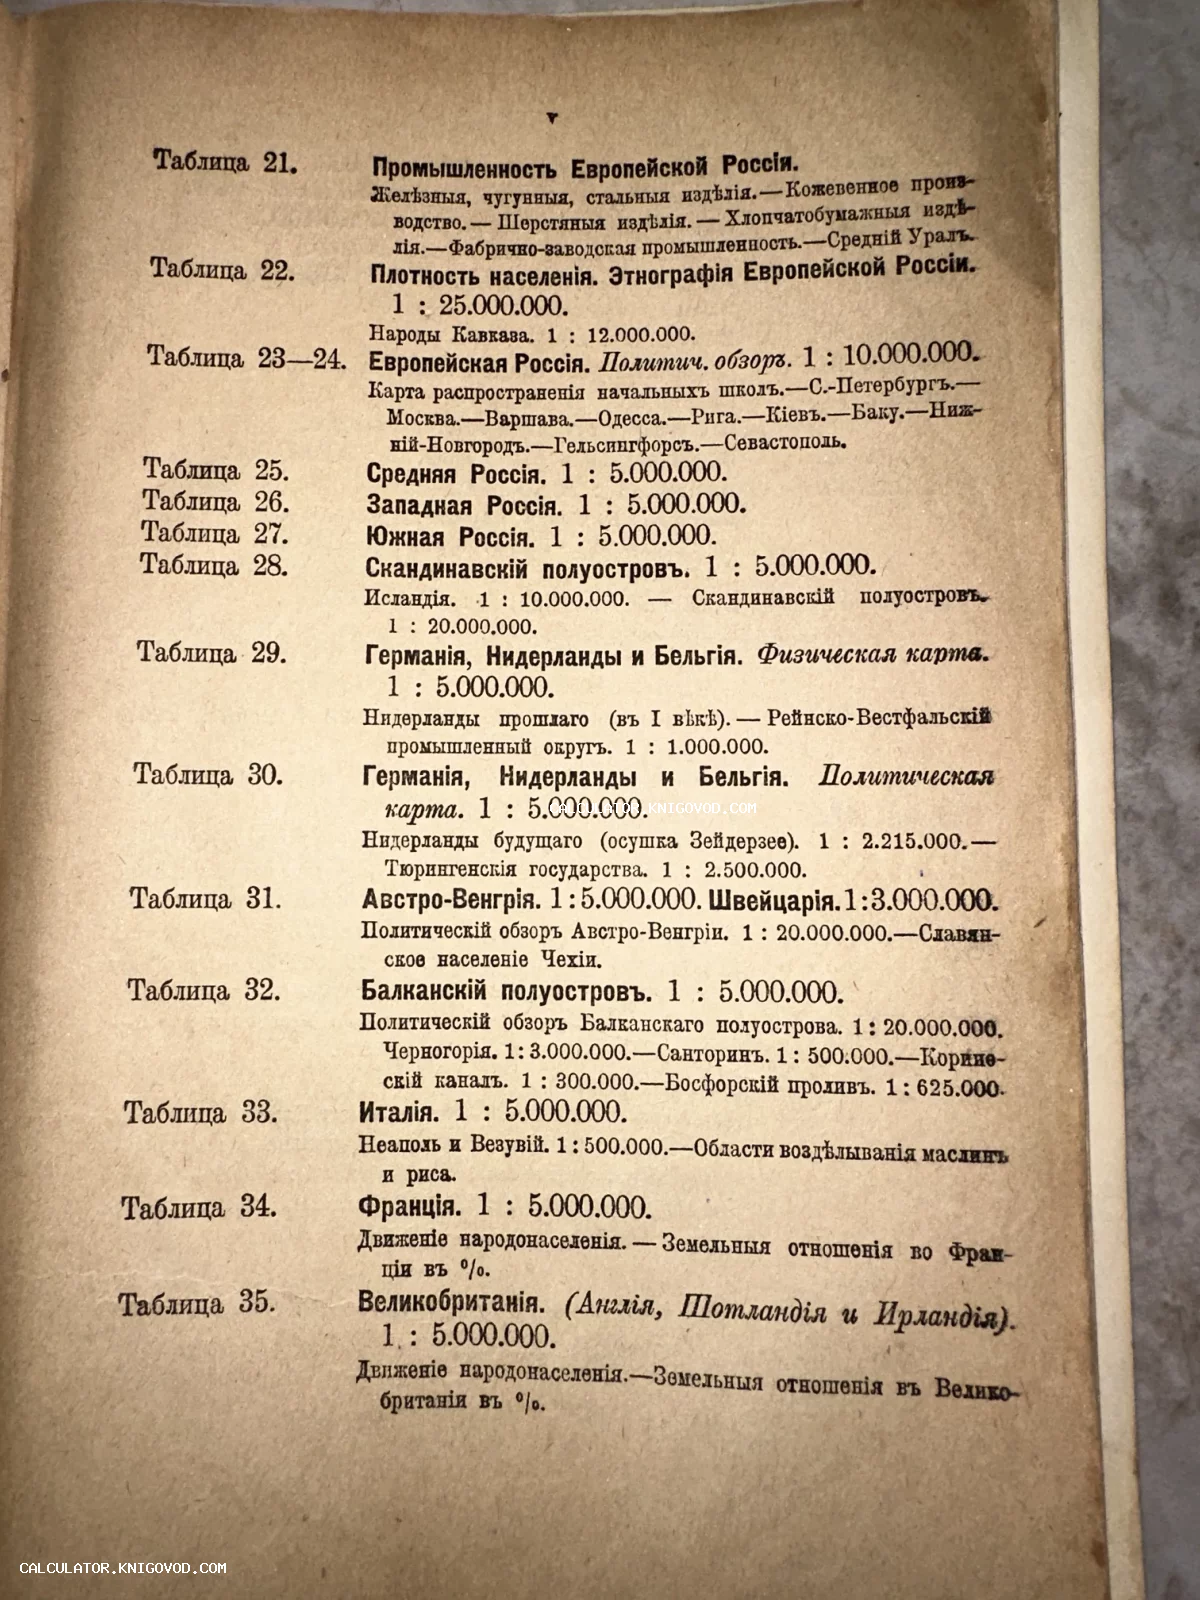 v
Таблица 21. Промышленность Европейской Россіи.
Желѣзныя, чугунныя, стальныя издѣлія.—Кожевенное произ-
водство.— Шерстяныя издѣлія.— Хлопчатобумажныя издѣ-
лія.—Фабрично-заводская промышленность.—Средній Уралъ.
Таблица 22. Плотность населенія. Этнографія Европейской Россіи.
1 : 25.000.000.
Народы Кавказа. 1 : 12.000.000.
Таблица 23—24. Европейская Россія. Политич. обзоръ. 1 : 10.000.000.
Карта распространенія начальныхъ школъ.—С.-Петербургъ.—
Москва.—Варшава.—Одесса.—Рига.—Кіевъ.—Баку.—Ниж-
ній-Новгородъ.—Гельсингфорсъ.—Севастополь.
Таблица 25. Средняя Россія. 1 : 5.000.000.
Таблица 26. Западная Россія. 1 : 5.000.000.
Таблица 27. Южная Россія. 1 : 5.000.000.
Таблица 28. Скандинавскій полуостровъ. 1 : 5.000.000.
Исландія. 1 : 10.000.000. — Скандинавскій полуостровъ.
1 : 20.000.000.
Таблица 29. Германія, Нидерланды и Бельгія. Физическая карта.
1 : 5.000.000.
Нидерланды прошлаго (въ I вѣкѣ).— Рейнско-Вестфальскій
промышленный округъ. 1 : 1.000.000.
Таблица 30. Германія, Нидерланды и Бельгія. Политическая
карта. 1 : 5.000.000.
CALCULATOR.KNIGOVOD.COM
Нидерланды будущаго (осушка Зейдерзее). 1 : 2.215.000.—
Тюрингенскія государства. 1 : 2.500.000.
Таблица 31. Австро-Венгрія. 1:5.000.000. Швейцарія. 1:3.000.000.
Политическій обзоръ Австро-Венгріи. 1 : 20.000.000.—Славян-
ское населеніе Чехіи.
Таблица 32. Балканскій полуостровъ. 1 : 5.000.000.
Политическій обзоръ Балканскаго полуострова. 1 : 20.000.000.
Черногорія. 1:3.000.000.—Санторинъ. 1 : 500.000.—Коринѳ-
скій каналъ. 1 : 300.000.—Босфорскій проливъ. 1 : 625.000.
Таблица 33. Италія. 1 : 5.000.000.
Неаполь и Везувій. 1:500.000.—Области воздѣлыванія маслинъ
и риса.
Таблица 34. Франція. 1 : 5.000.000.
Движеніе народонаселенія. — Земельныя отношенія во Фран-
ціи въ %.
Таблица 35. Великобританія. (Англія, Шотландія и Ирландія).
1 : 5.000.000.
Движеніе народонаселенія.—Земельныя отношенія въ Велико-
британіи въ %.
CALCULATOR.KNIGOVOD.COM